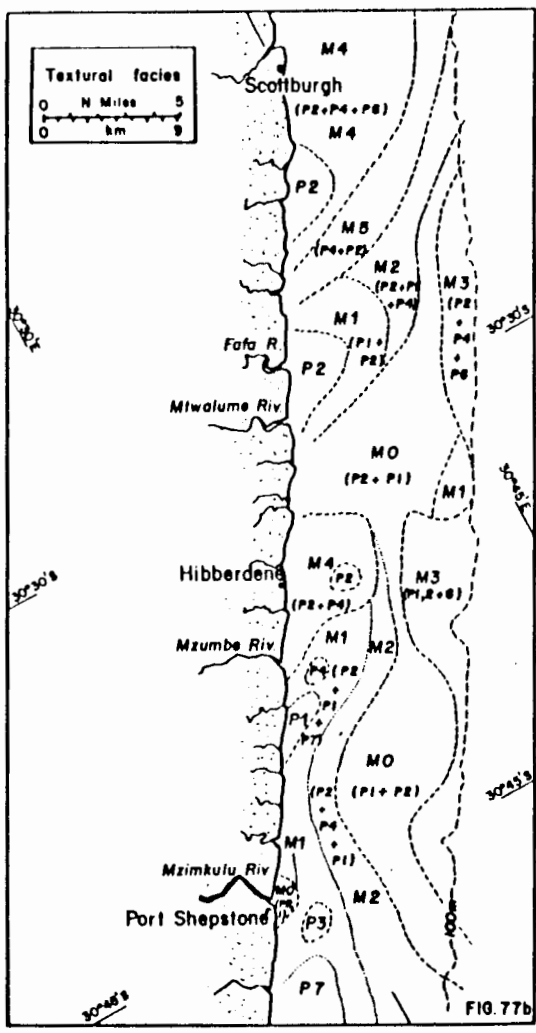 Textural facies
0 N Miles 5
0 km 9
M4
Scottburgh
(P2+P4+P6)
M4
P2
M5
(P4+P2)
M2
(P2+P1
+P4)
M3
(P2
+
P4
+
P6)
30°30'E
30°30'S
M1
(P1+
P2)
Fafa R.
P2
Mtwalume Riv.
M0
(P2+P1)
M1
30°45'E
30°30'S
M4
P2
Hibberdene
(P2+P4)
M3
(P1,2+6)
M1
M2
Mzumbe Riv.
P4
(P2
+
P1
P1
+
P7)
M0
(P1+P2)
30°45'S
(P2
+
P4
+
P1)
M1
Mzimkulu Riv.
M2
M0
Port Shepstone
P3
100m
P7
30°45'S
FIG.77b